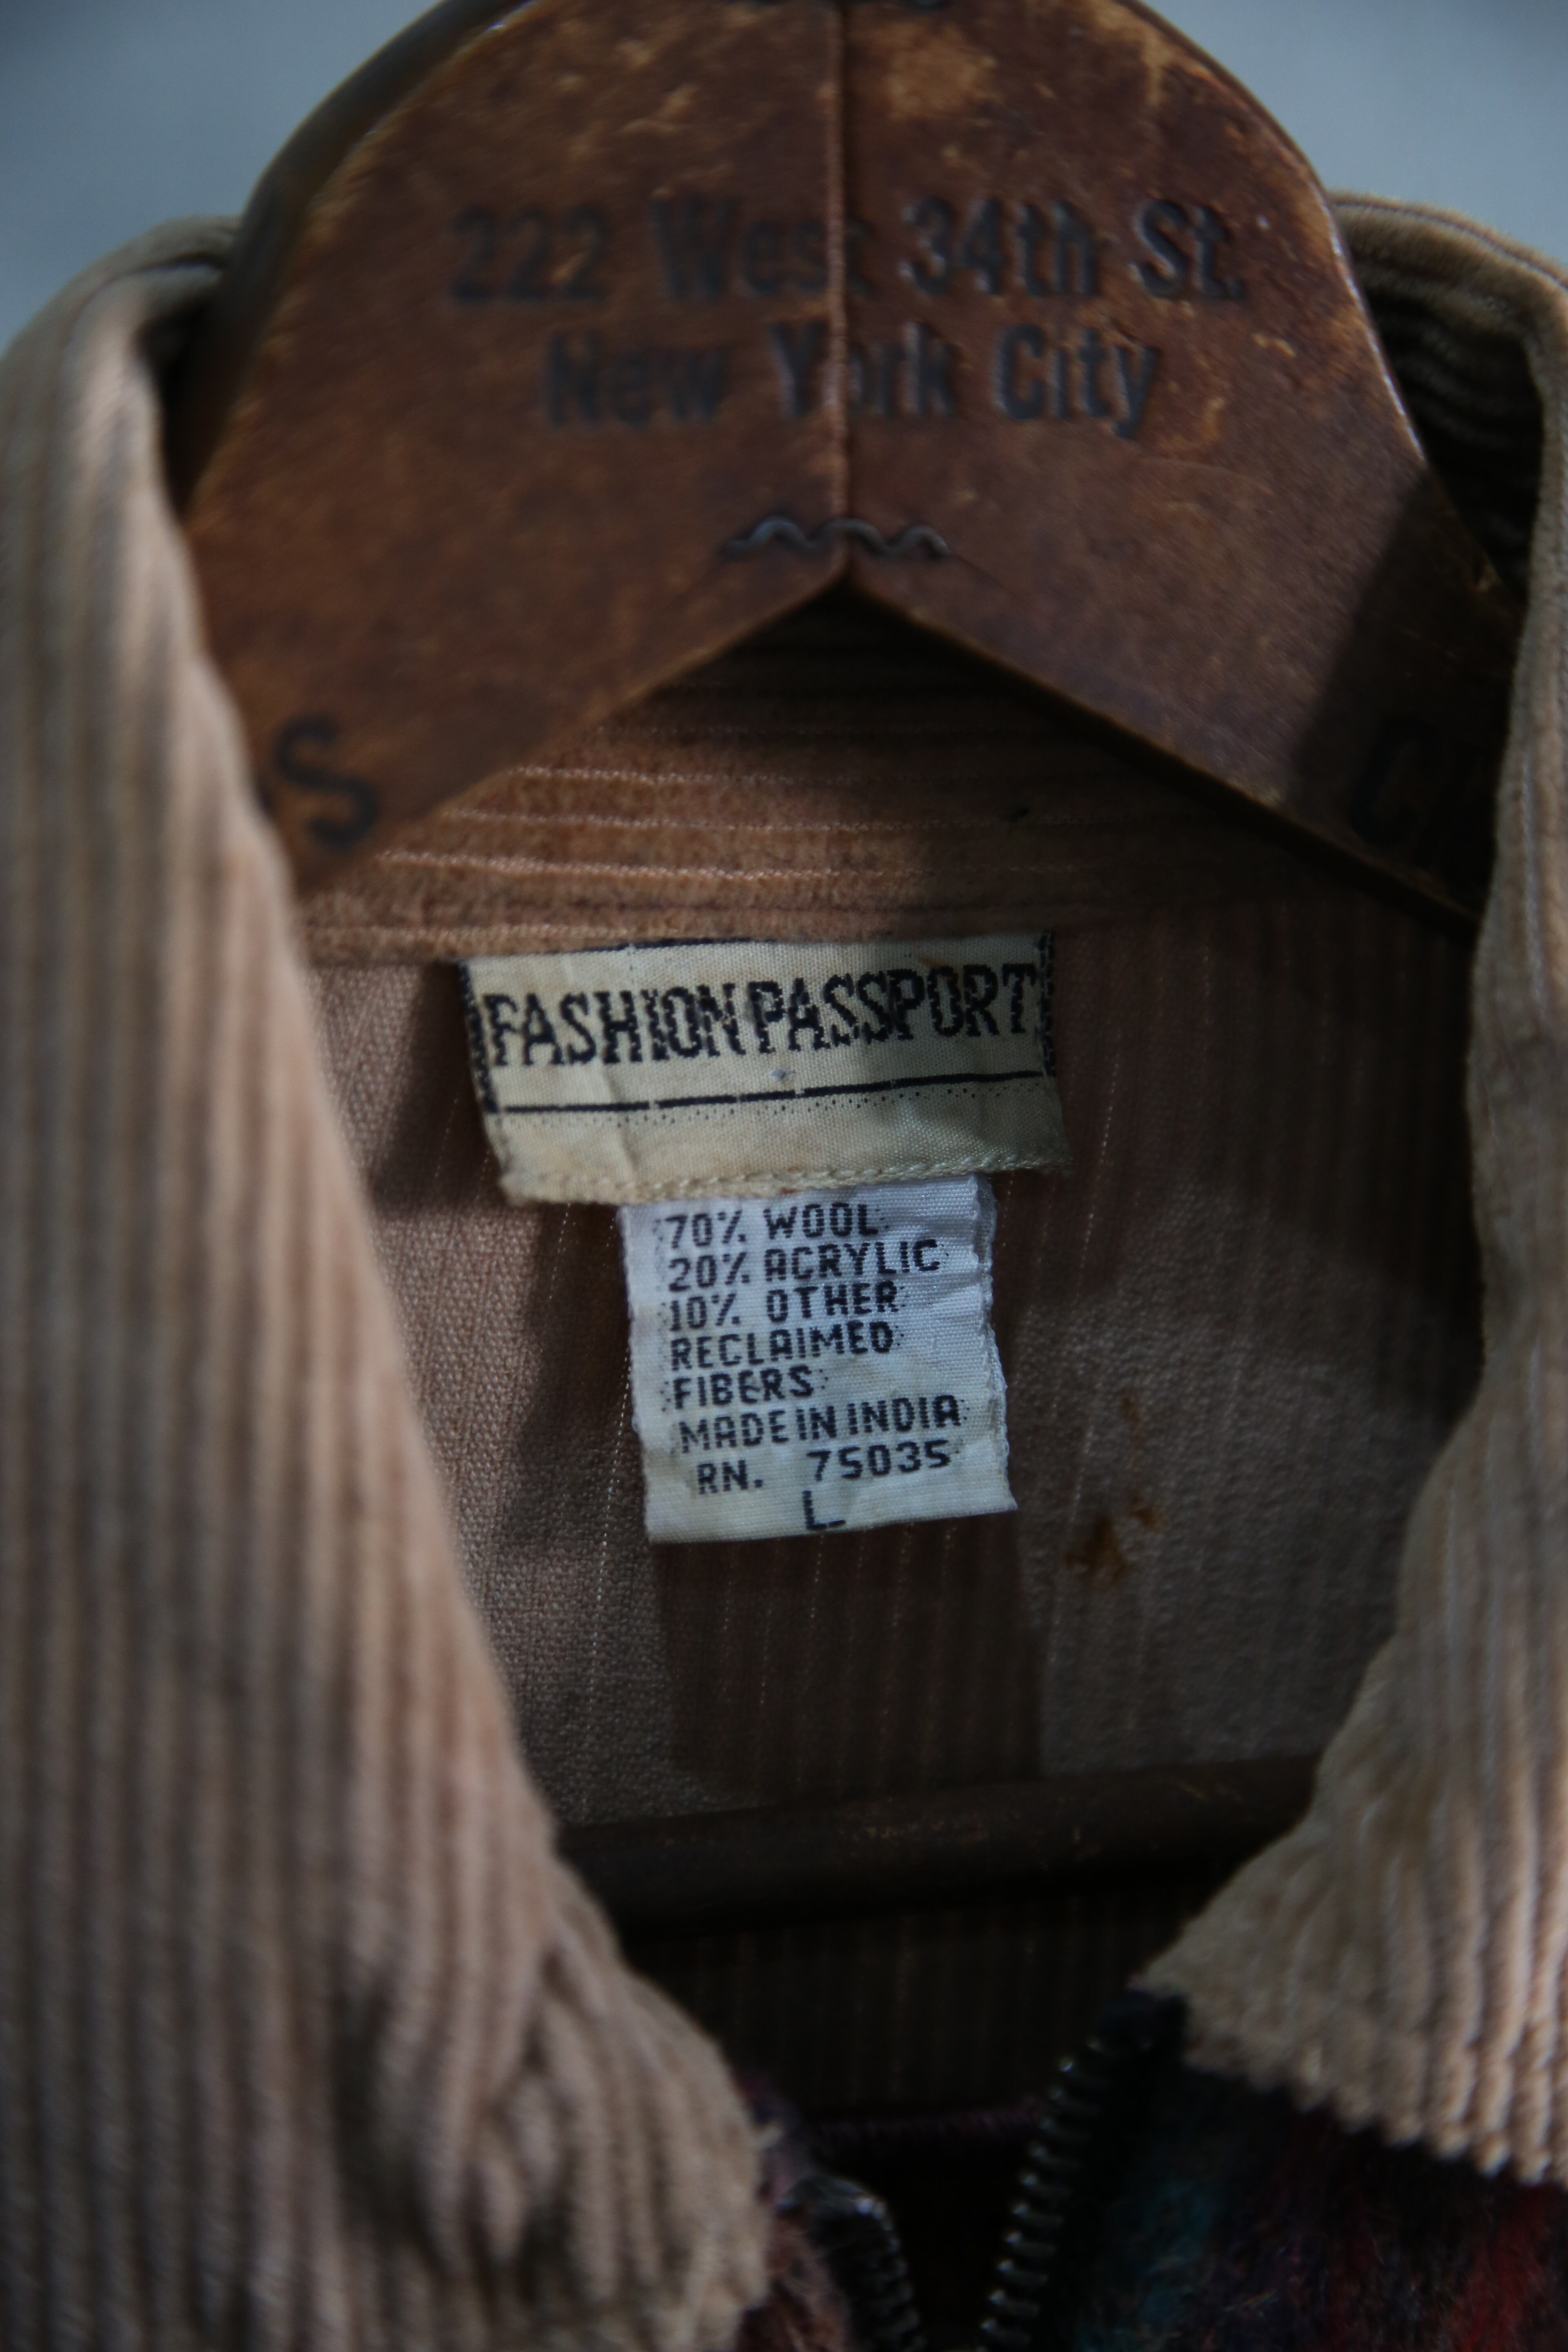 222 West 34th St.
New York City
S
FASHION PASSPORT
70% WOOL
20% ACRYLIC
10% OTHER
RECLAIMED
FIBERS
MADE IN INDIA
RN. 75035
L